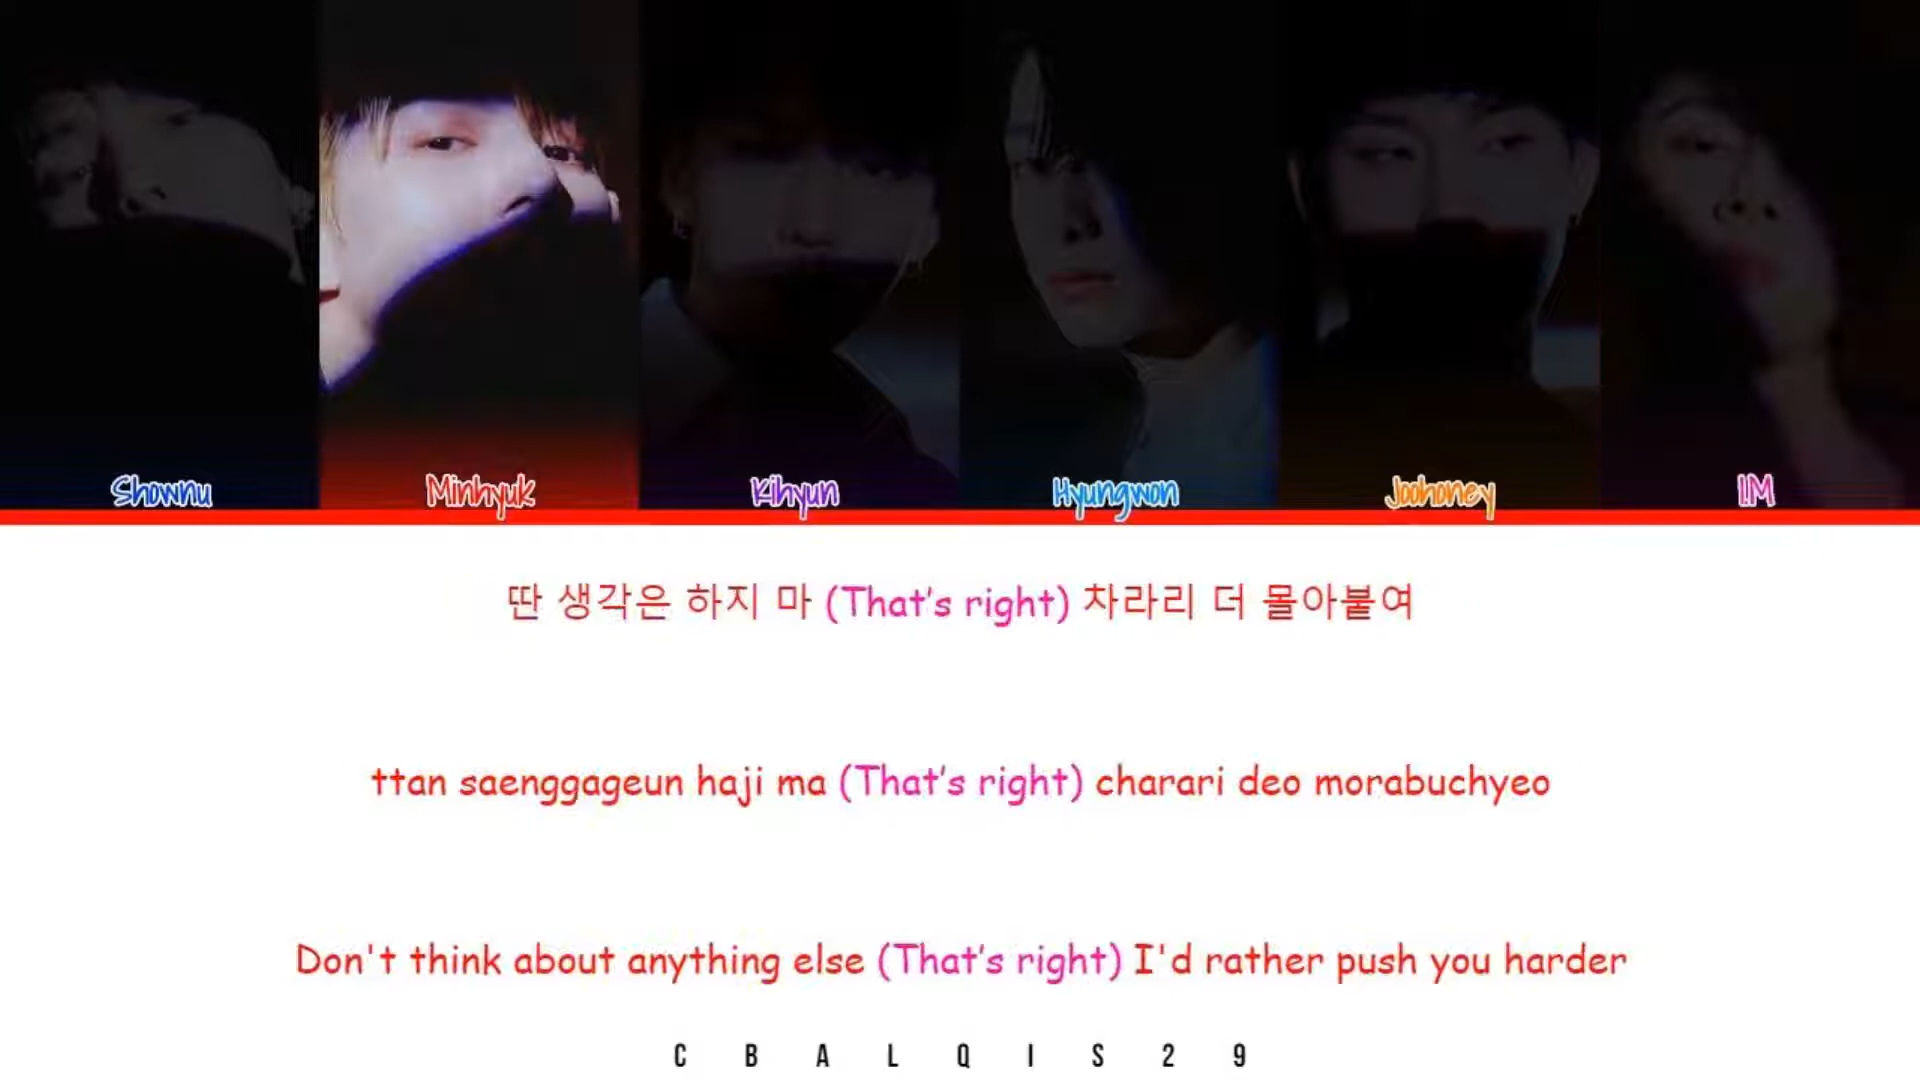 Shownu Minhyuk Kihyun Hyungwon Joohoney I.M
딴 생각은 하지 마 (That's right) 차라리 더 몰아붙여
ttan saenggageun haji ma (That's right) charari deo morabuchyeo
Don't think about anything else (That's right) I'd rather push you harder
C B A L Q I S 2 9